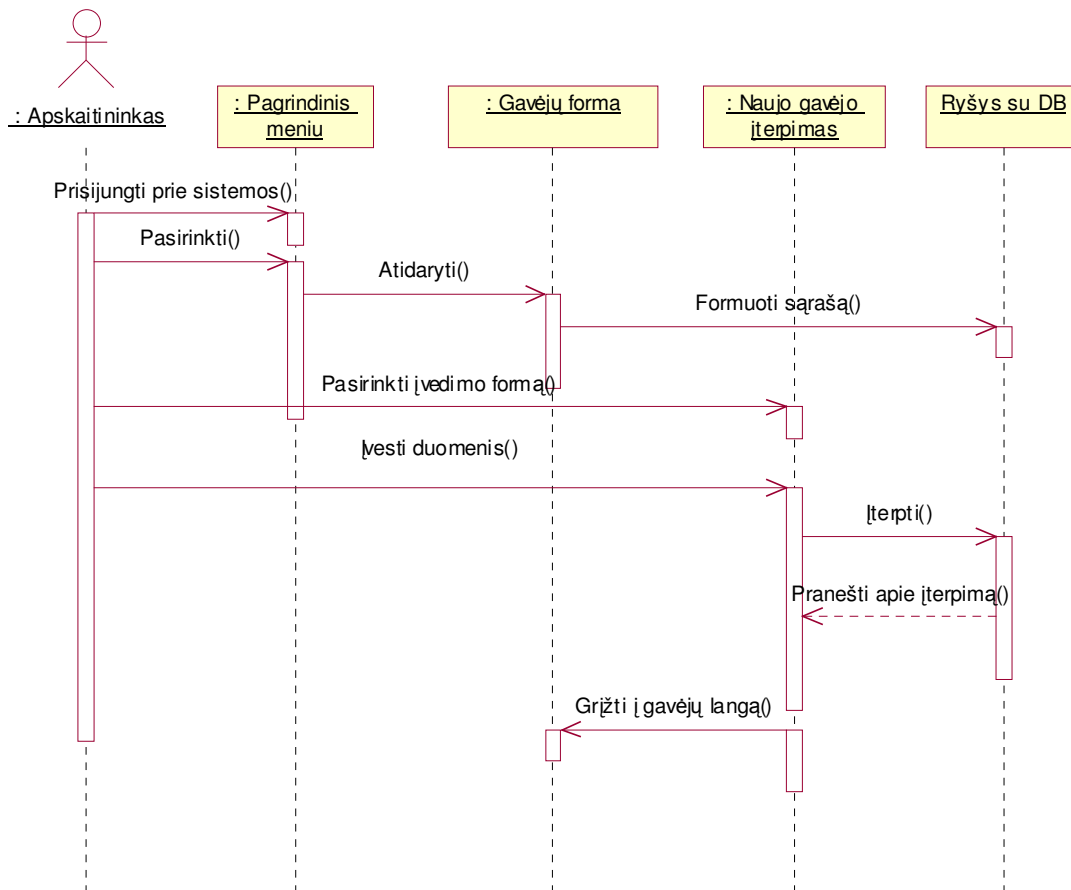 : Apskaitininkas
: Pagrindinis
meniu
: Gavėjų forma
: Naujo gavėjo
įterpimas
Ryšys su DB
Prisijungti prie sistemos()
Pasirinkti()
Atidaryti()
Formuoti sąrašą()
Pasirinkti įvedimo formą()
Įvesti duomenis()
Įterpti()
Pranešti apie įterpimą()
Grįžti į gavėjų langą()